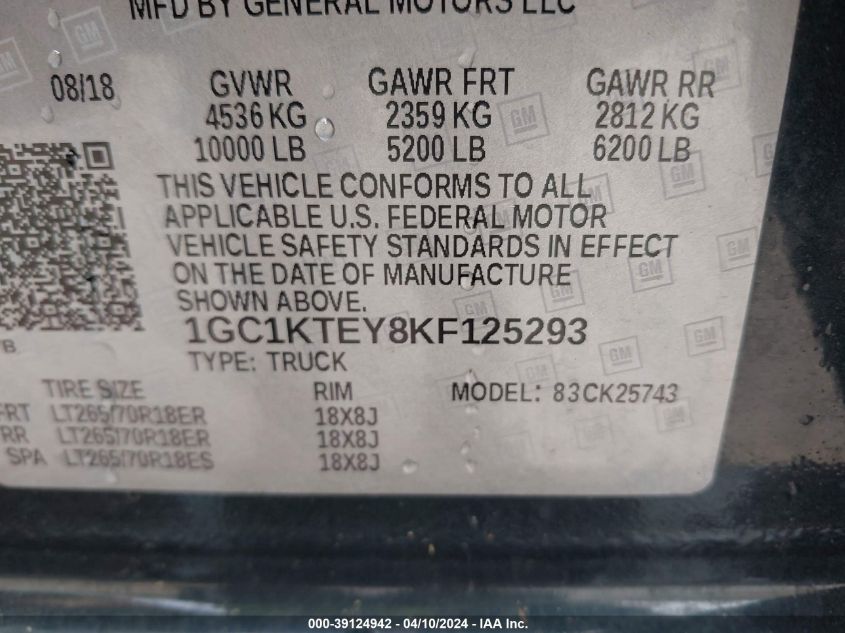 MFD BY GENERAL MOTORS LLC
08/18 GVWR GAWR FRT GAWR RR
4536 KG 2359 KG 2812 KG
10000 LB 5200 LB 6200 LB
THIS VEHICLE CONFORMS TO ALL
APPLICABLE U.S. FEDERAL MOTOR
VEHICLE SAFETY STANDARDS IN EFFECT
ON THE DATE OF MANUFACTURE
SHOWN ABOVE.
1GC1KTEY8KF125293
TYPE: TRUCK
TIRE SIZE RIM MODEL: 83CK25743
FRT LT265/70R18ER 18X8J
RR LT265/70R18ER 18X8J
SPA LT265/70R18ES 18X8J
GM
000-39124942 - 04/10/2024 - IAA Inc.